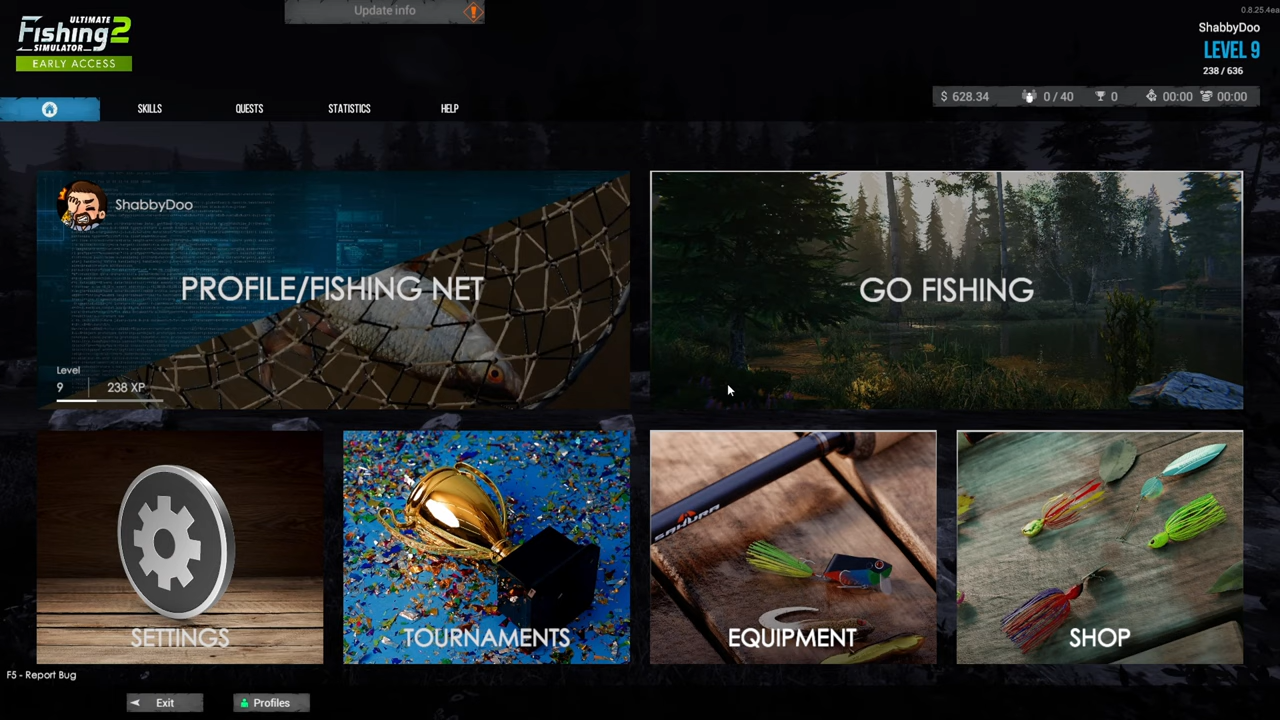 Update info
0.8.25.4ea
ULTIMATE
Fishing 2
SIMULATOR
EARLY ACCESS
ShabbyDoo
LEVEL 9
238 / 636
$ 628.34 0 / 40 0 00:00 00:00
SKILLS QUESTS STATISTICS HELP
ShabbyDoo
PROFILE/FISHING NET
GO FISHING
Level
9 238 XP
SAKURA
SETTINGS
TOURNAMENTS
EQUIPMENT
SHOP
F5 - Report Bug
Exit
Profiles